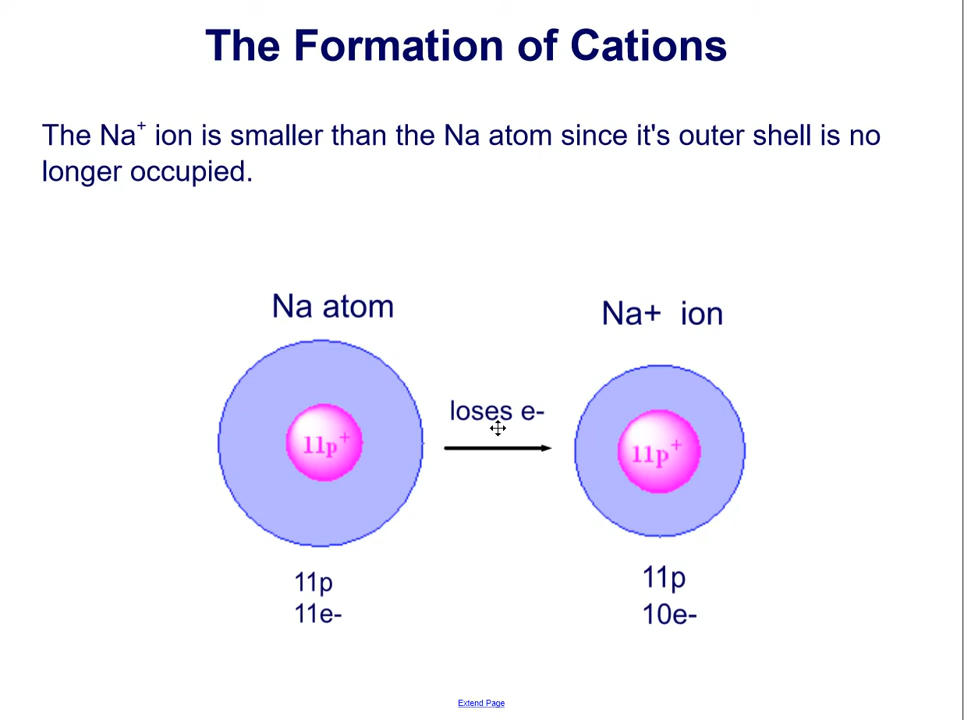 The Formation of Cations
The Na⁺ ion is smaller than the Na atom since it's outer shell is no
longer occupied.
Na atom
Na+ ion
loses e-
11p⁺
11p⁺
11p
11e-
11p
10e-
Extend Page